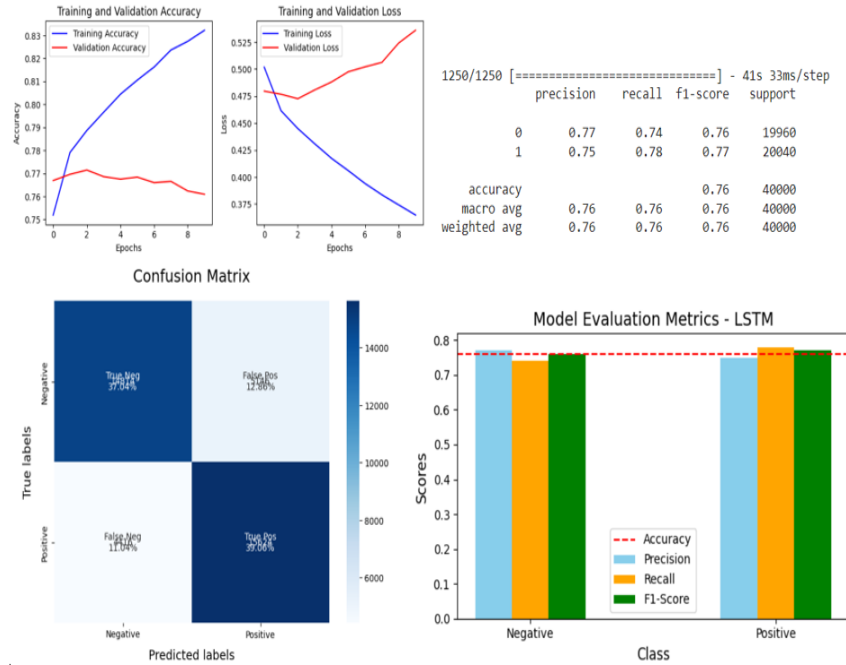 Training and Validation Accuracy
Training Accuracy
Validation Accuracy
0.83
0.82
0.81
0.80
0.79
0.78
0.77
0.76
0.75
Accuracy
0 2 4 6 8
Epochs
Training and Validation Loss
Training Loss
Validation Loss
0.525
0.500
0.475
0.450
0.425
0.400
0.375
Loss
0 2 4 6 8
Epochs
1250/1250 [==============================] - 41s 33ms/step
precision recall f1-score support
0 0.77 0.74 0.76 19960
1 0.75 0.78 0.77 20040
accuracy 0.76 40000
macro avg 0.76 0.76 0.76 40000
weighted avg 0.76 0.76 0.76 40000
Confusion Matrix
True labels
Negative
Positive
True Neg
37.04%
False Pos
12.86%
False Neg
11.04%
True Pos
39.06%
Negative Positive
Predicted labels
14000
12000
10000
8000
6000
Model Evaluation Metrics - LSTM
Scores
0.8
0.7
0.6
0.5
0.4
0.3
0.2
0.1
0.0
Accuracy
Precision
Recall
F1-Score
Negative Positive
Class